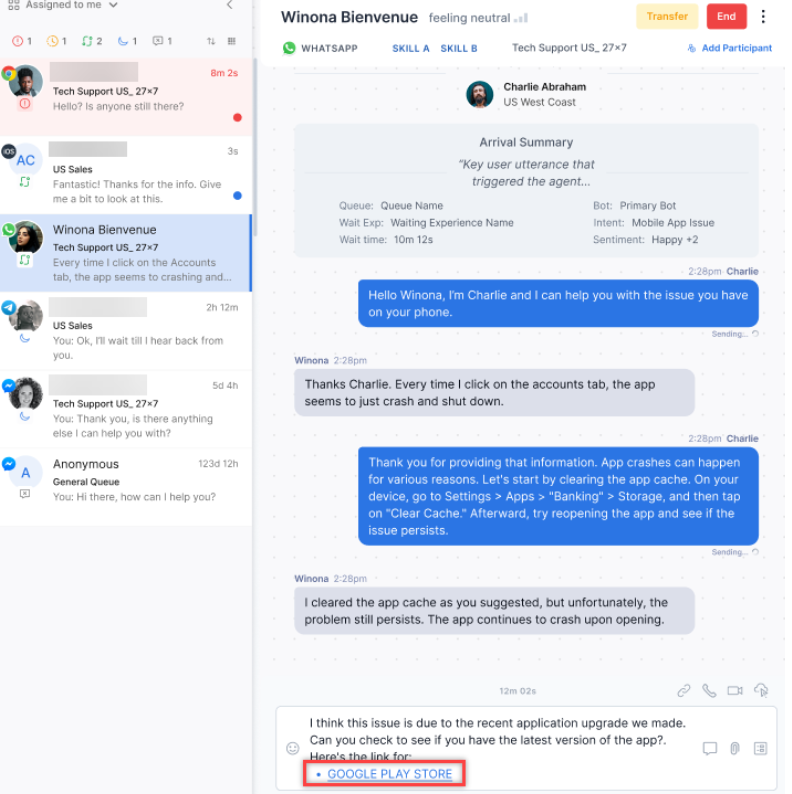 Assigned to me
1 1 2 1 1
8m 2s
Tech Support US_ 27x7
Hello? Is anyone still there?
iOS
AC
3s
US Sales
Fantastic! Thanks for the info. Give
me a bit to look at this.
Winona Bienvenue
Tech Support US_ 27x7
Every time I click on the Accounts
tab, the app seems to crashing and...
2h 12m
US Sales
You: Ok, I'll wait till I hear back from
you.
5d 4h
Tech Support US_ 27x7
You: Thank you, is there anything
else I can help you with?
A
Anonymous
123d 12h
General Queue
You: Hi there, how can I help you?
Winona Bienvenue feeling neutral
Transfer
End
WHATSAPP SKILL A SKILL B Tech Support US_ 27x7
Add Participant
Charlie Abraham
US West Coast
Arrival Summary
"Key user utterance that
triggered the agent...
Queue: Queue Name Bot: Primary Bot
Wait Exp: Waiting Experience Name Intent: Mobile App Issue
Wait time: 10m 12s Sentiment: Happy +2
2:28pm Charlie
Hello Winona, I'm Charlie and I can help you with the issue you have
on your phone.
Sending...
Winona 2:28pm
Thanks Charlie. Every time I click on the accounts tab, the app
seems to just crash and shut down.
2:28pm Charlie
Thank you for providing that information. App crashes can happen
for various reasons. Let's start by clearing the app cache. On your
device, go to Settings > Apps > "Banking" > Storage, and then tap
on "Clear Cache." Afterward, try reopening the app and see if the
issue persists.
Sending...
Winona 2:28pm
I cleared the app cache as you suggested, but unfortunately, the
problem still persists. The app continues to crash upon opening.
12m 02s
I think this issue is due to the recent application upgrade we made.
Can you check to see if you have the latest version of the app?.
Here's the link for:
• GOOGLE PLAY STORE